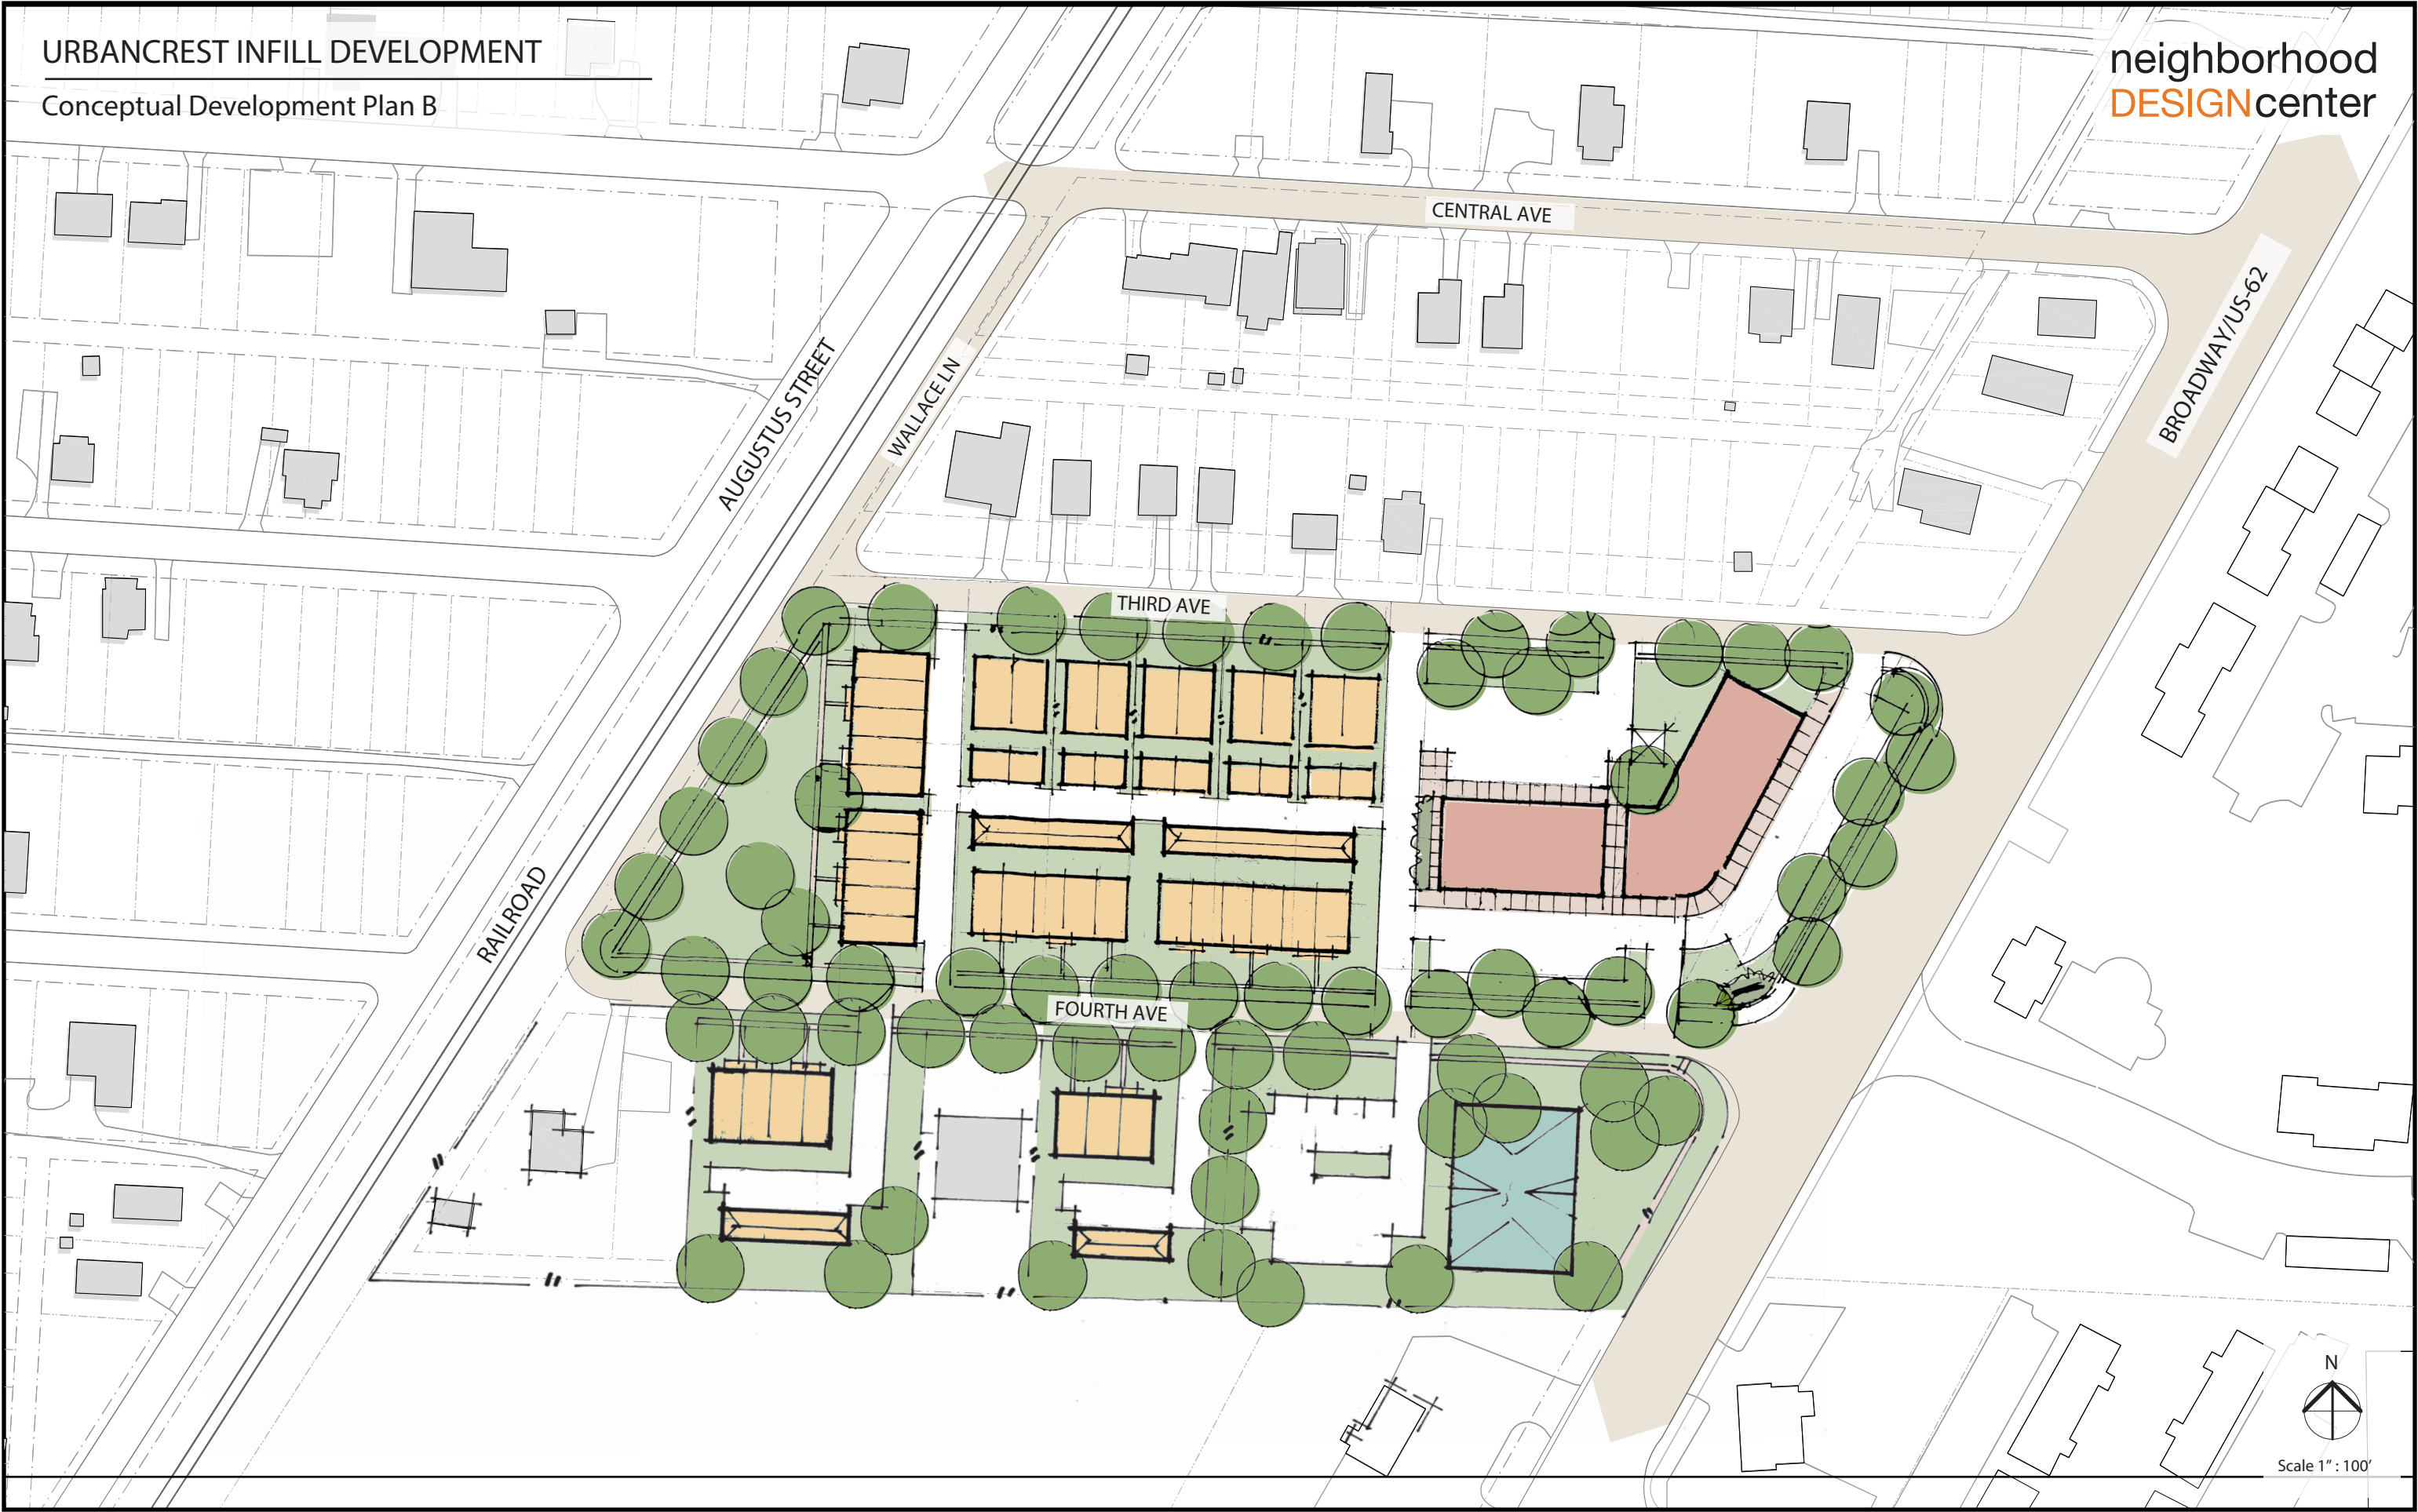 URBANCREST INFILL DEVELOPMENT
Conceptual Development Plan B
neighborhood
DESIGNcenter
CENTRAL AVE
BROADWAY/US-62
AUGUSTUS STREET
WALLACE LN
THIRD AVE
RAILROAD
FOURTH AVE
N
Scale 1" : 100'